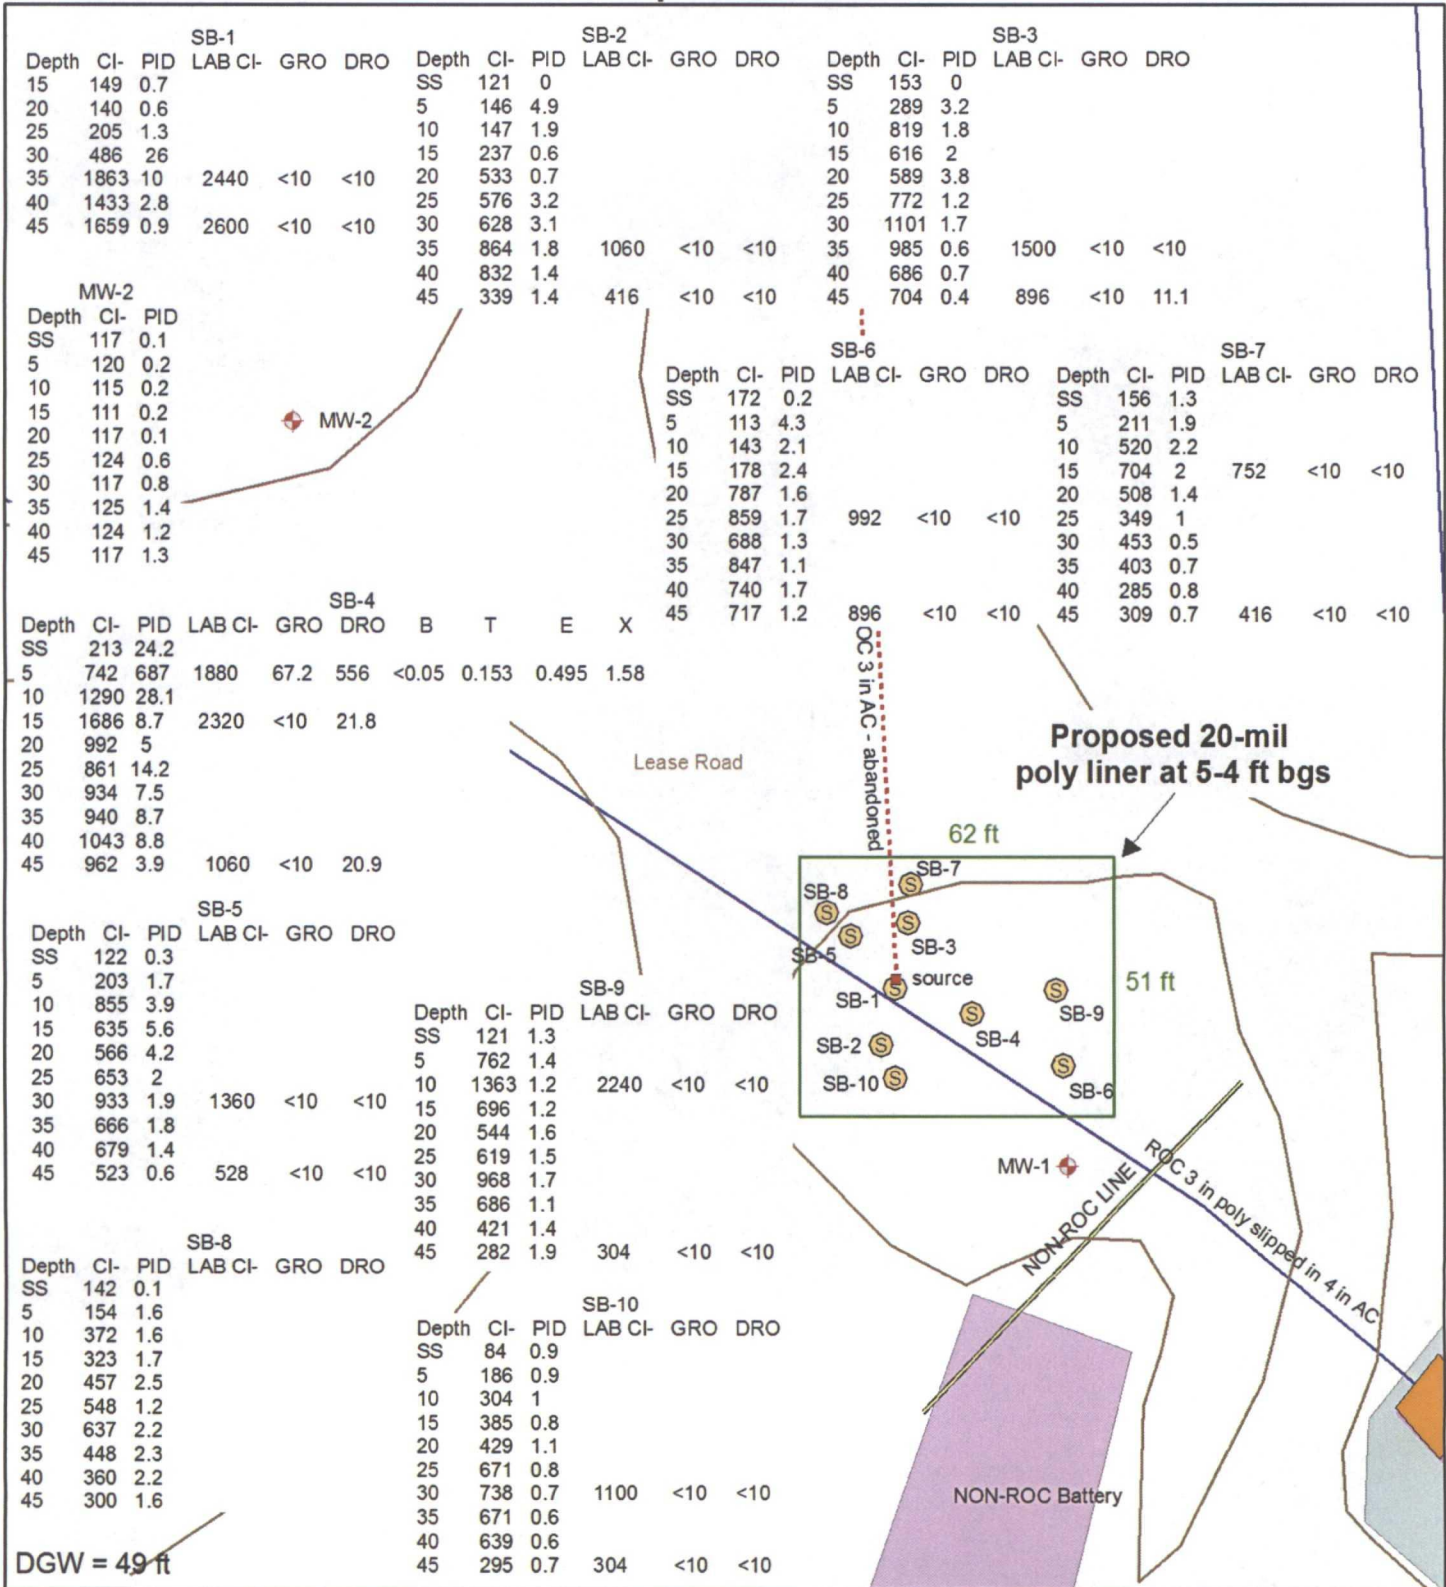 SB-1
Depth Cl- PID LAB Cl- GRO DRO
15 149 0.7
20 140 0.6
25 205 1.3
30 486 26
35 1863 10 2440 <10 <10
40 1433 2.8
45 1659 0.9 2600 <10 <10
SB-2
Depth Cl- PID LAB Cl- GRO DRO
SS 121 0
5 146 4.9
10 147 1.9
15 237 0.6
20 533 0.7
25 576 3.2
30 628 3.1
35 864 1.8 1060 <10 <10
40 832 1.4
45 339 1.4 416 <10 <10
SB-3
Depth Cl- PID LAB Cl- GRO DRO
SS 153 0
5 289 3.2
10 819 1.8
15 616 2
20 589 3.8
25 772 1.2
30 1101 1.7
35 985 0.6 1500 <10 <10
40 686 0.7
45 704 0.4 896 <10 11.1
MW-2
Depth Cl- PID
SS 117 0.1
5 120 0.2
10 115 0.2
15 111 0.2
20 117 0.1
25 124 0.6
30 117 0.8
35 125 1.4
40 124 1.2
45 117 1.3
MW-2
SB-6
Depth Cl- PID LAB Cl- GRO DRO
SS 172 0.2
5 113 4.3
10 143 2.1
15 178 2.4
20 787 1.6
25 859 1.7 992 <10 <10
30 688 1.3
35 847 1.1
40 740 1.7
45 717 1.2 896 <10 <10
SB-7
Depth Cl- PID LAB Cl- GRO DRO
SS 156 1.3
5 211 1.9
10 520 2.2
15 704 2 752 <10 <10
20 508 1.4
25 349 1
30 453 0.5
35 403 0.7
40 285 0.8
45 309 0.7 416 <10 <10
SB-4
Depth Cl- PID LAB Cl- GRO DRO B T E X
SS 213 24.2
5 742 687 1880 67.2 556 <0.05 0.153 0.495 1.58
10 1290 28.1
15 1686 8.7 2320 <10 21.8
20 992 5
25 861 14.2
30 934 7.5
35 940 8.7
40 1043 8.8
45 962 3.9 1060 <10 20.9
Lease Road
OC 3 in AC - abandoned
Proposed 20-mil
poly liner at 5-4 ft bgs
62 ft
51 ft
SB-7
SB-8
SB-3
SB-5
source
SB-1
SB-9
SB-4
SB-2
SB-10
SB-6
MW-1
NON-ROC LINE
ROC 3 in poly slipped in 4 in AC
NON-ROC Battery
SB-5
Depth Cl- PID LAB Cl- GRO DRO
SS 122 0.3
5 203 1.7
10 855 3.9
15 635 5.6
20 566 4.2
25 653 2
30 933 1.9 1360 <10 <10
35 666 1.8
40 679 1.4
45 523 0.6 528 <10 <10
SB-9
Depth Cl- PID LAB Cl- GRO DRO
SS 121 1.3
5 762 1.4
10 1363 1.2 2240 <10 <10
15 696 1.2
20 544 1.6
25 619 1.5
30 968 1.7
35 686 1.1
40 421 1.4
45 282 1.9 304 <10 <10
SB-8
Depth Cl- PID LAB Cl- GRO DRO
SS 142 0.1
5 154 1.6
10 372 1.6
15 323 1.7
20 457 2.5
25 548 1.2
30 637 2.2
35 448 2.3
40 360 2.2
45 300 1.6
SB-10
Depth Cl- PID LAB Cl- GRO DRO
SS 84 0.9
5 186 0.9
10 304 1
15 385 0.8
20 429 1.1
25 671 0.8
30 738 0.7 1100 <10 <10
35 671 0.6
40 639 0.6
45 295 0.7 304 <10 <10
DGW = 49 ft